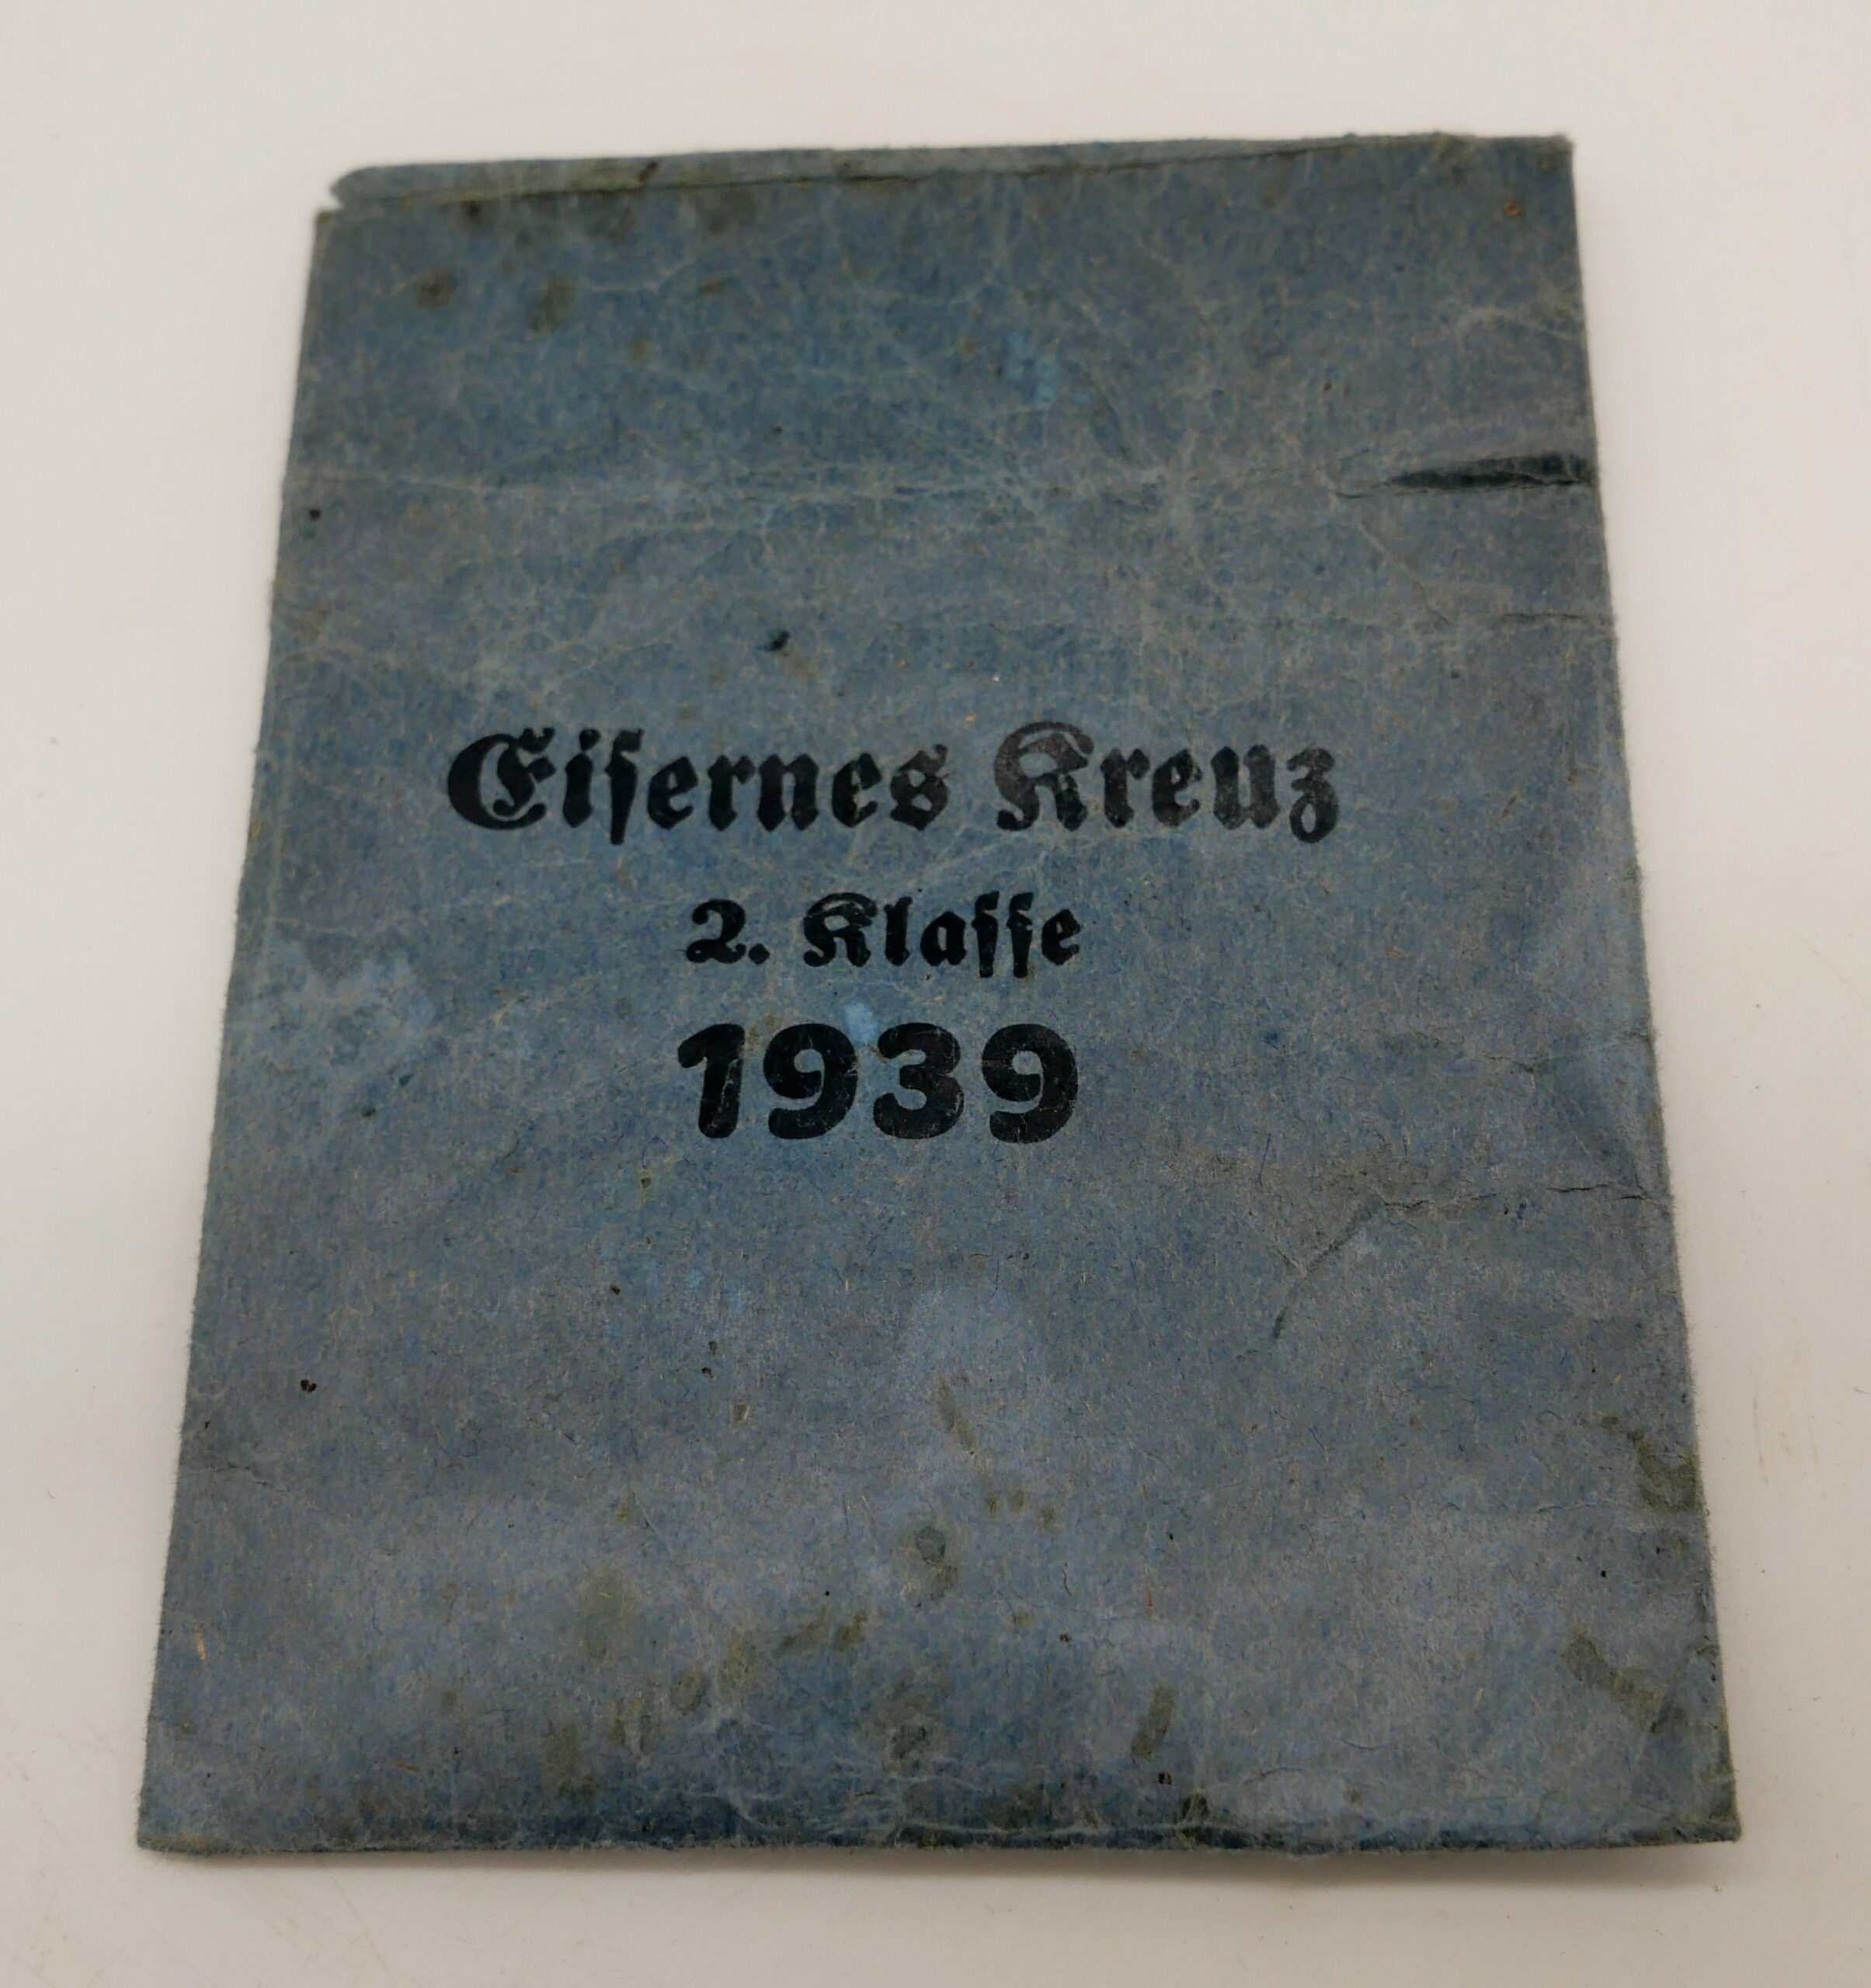 Eiſernes Kreuz
2. Klaſſe
1939